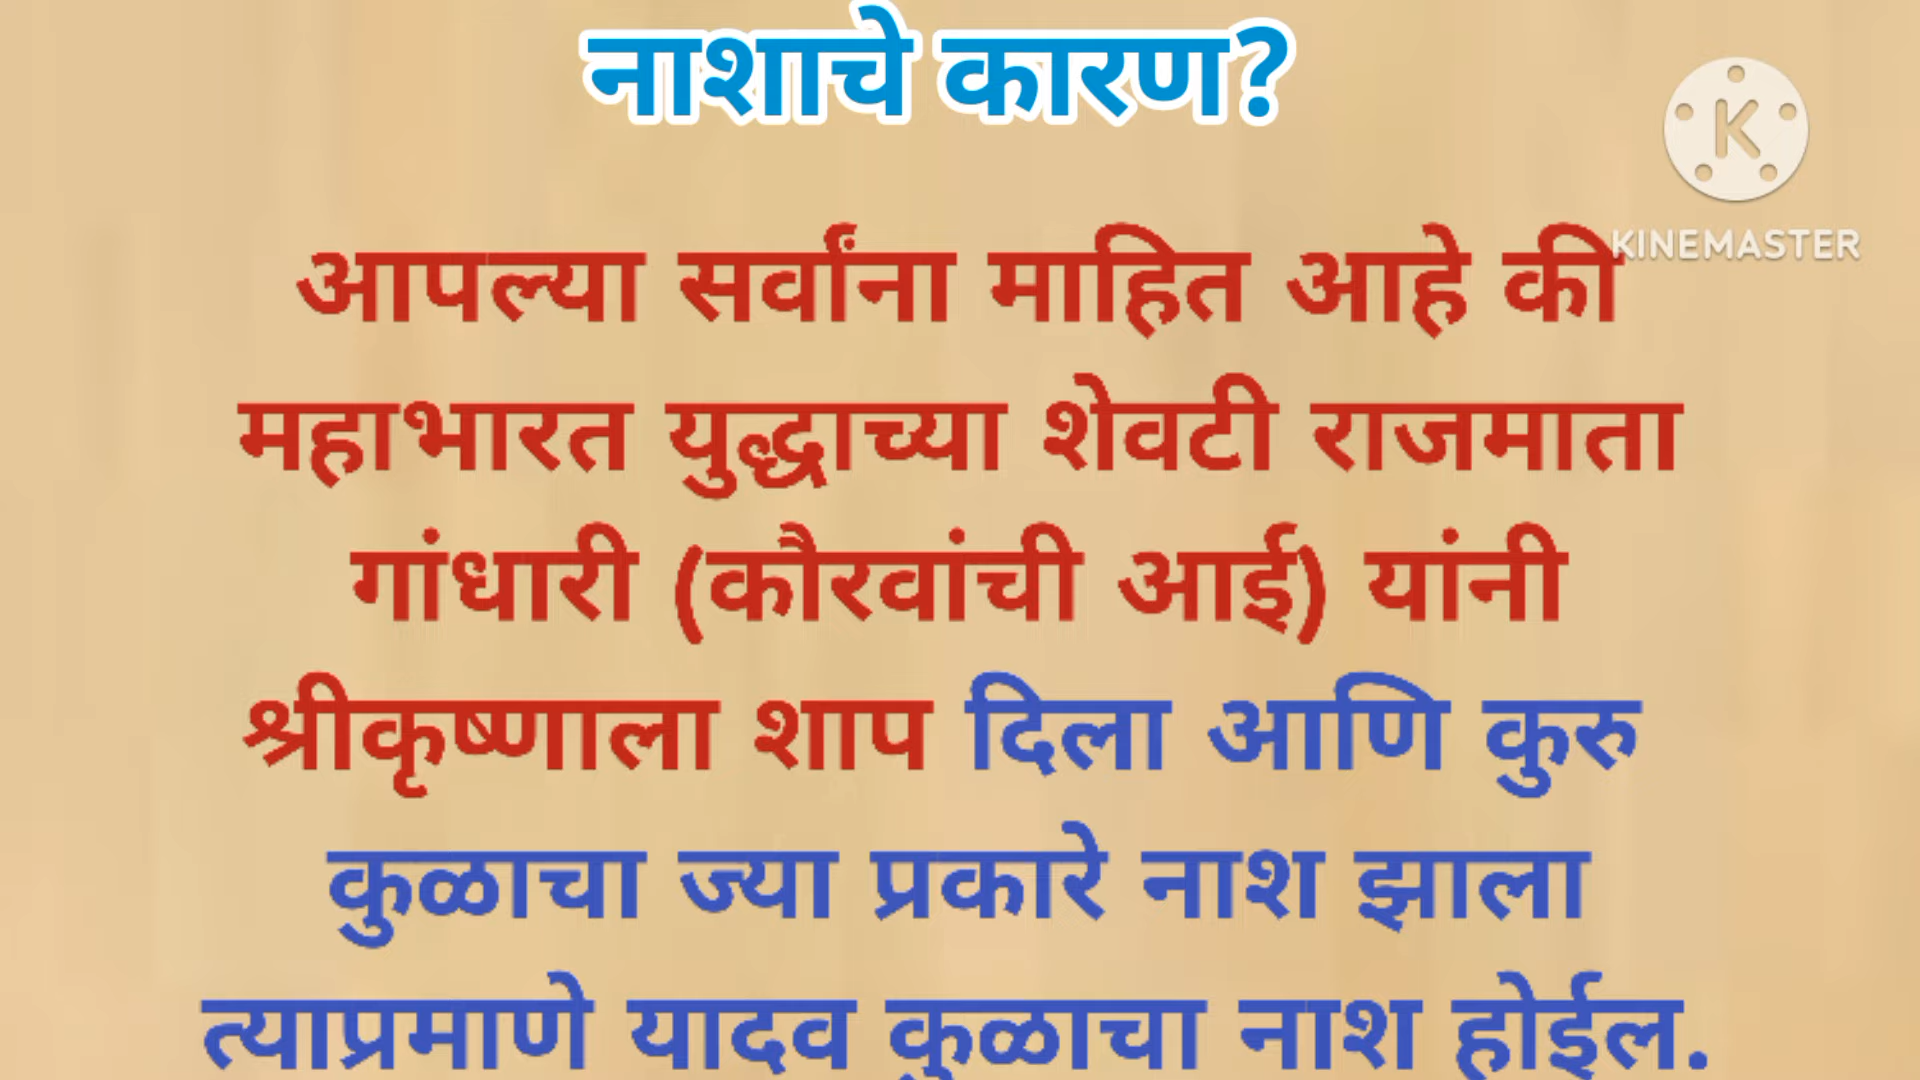 नाशाचे कारण?
KINEMASTER
आपल्या सर्वांना माहित आहे की
महाभारत युद्धाच्या शेवटी राजमाता
गांधारी (कौरवांची आई) यांनी
श्रीकृष्णाला शाप दिला आणि कुरु
कुळाचा ज्या प्रकारे नाश झाला
त्याप्रमाणे यादव कुळाचा नाश होईल.